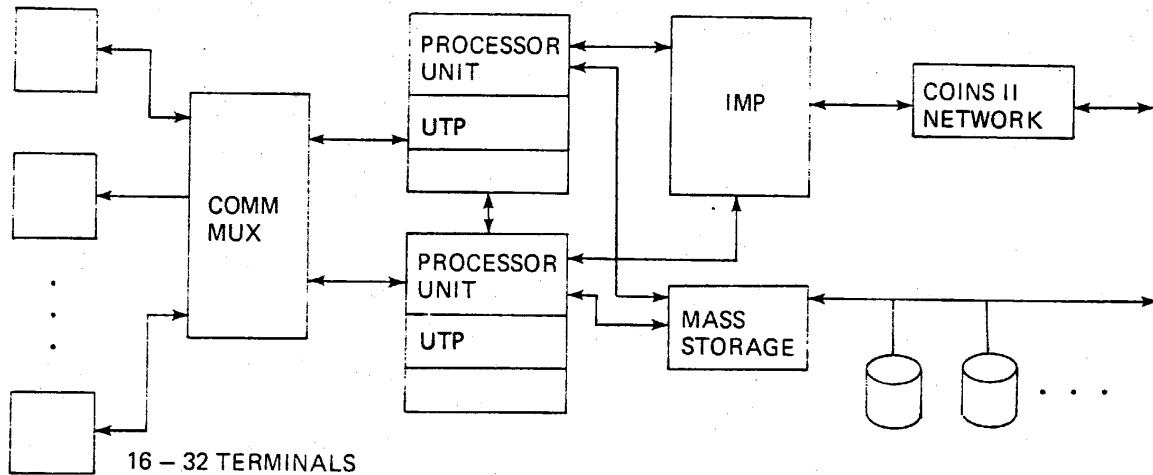 PROCESSOR
UNIT
UTP
IMP
COINS II
NETWORK
COMM
MUX
PROCESSOR
UNIT
UTP
MASS
STORAGE
16 – 32 TERMINALS